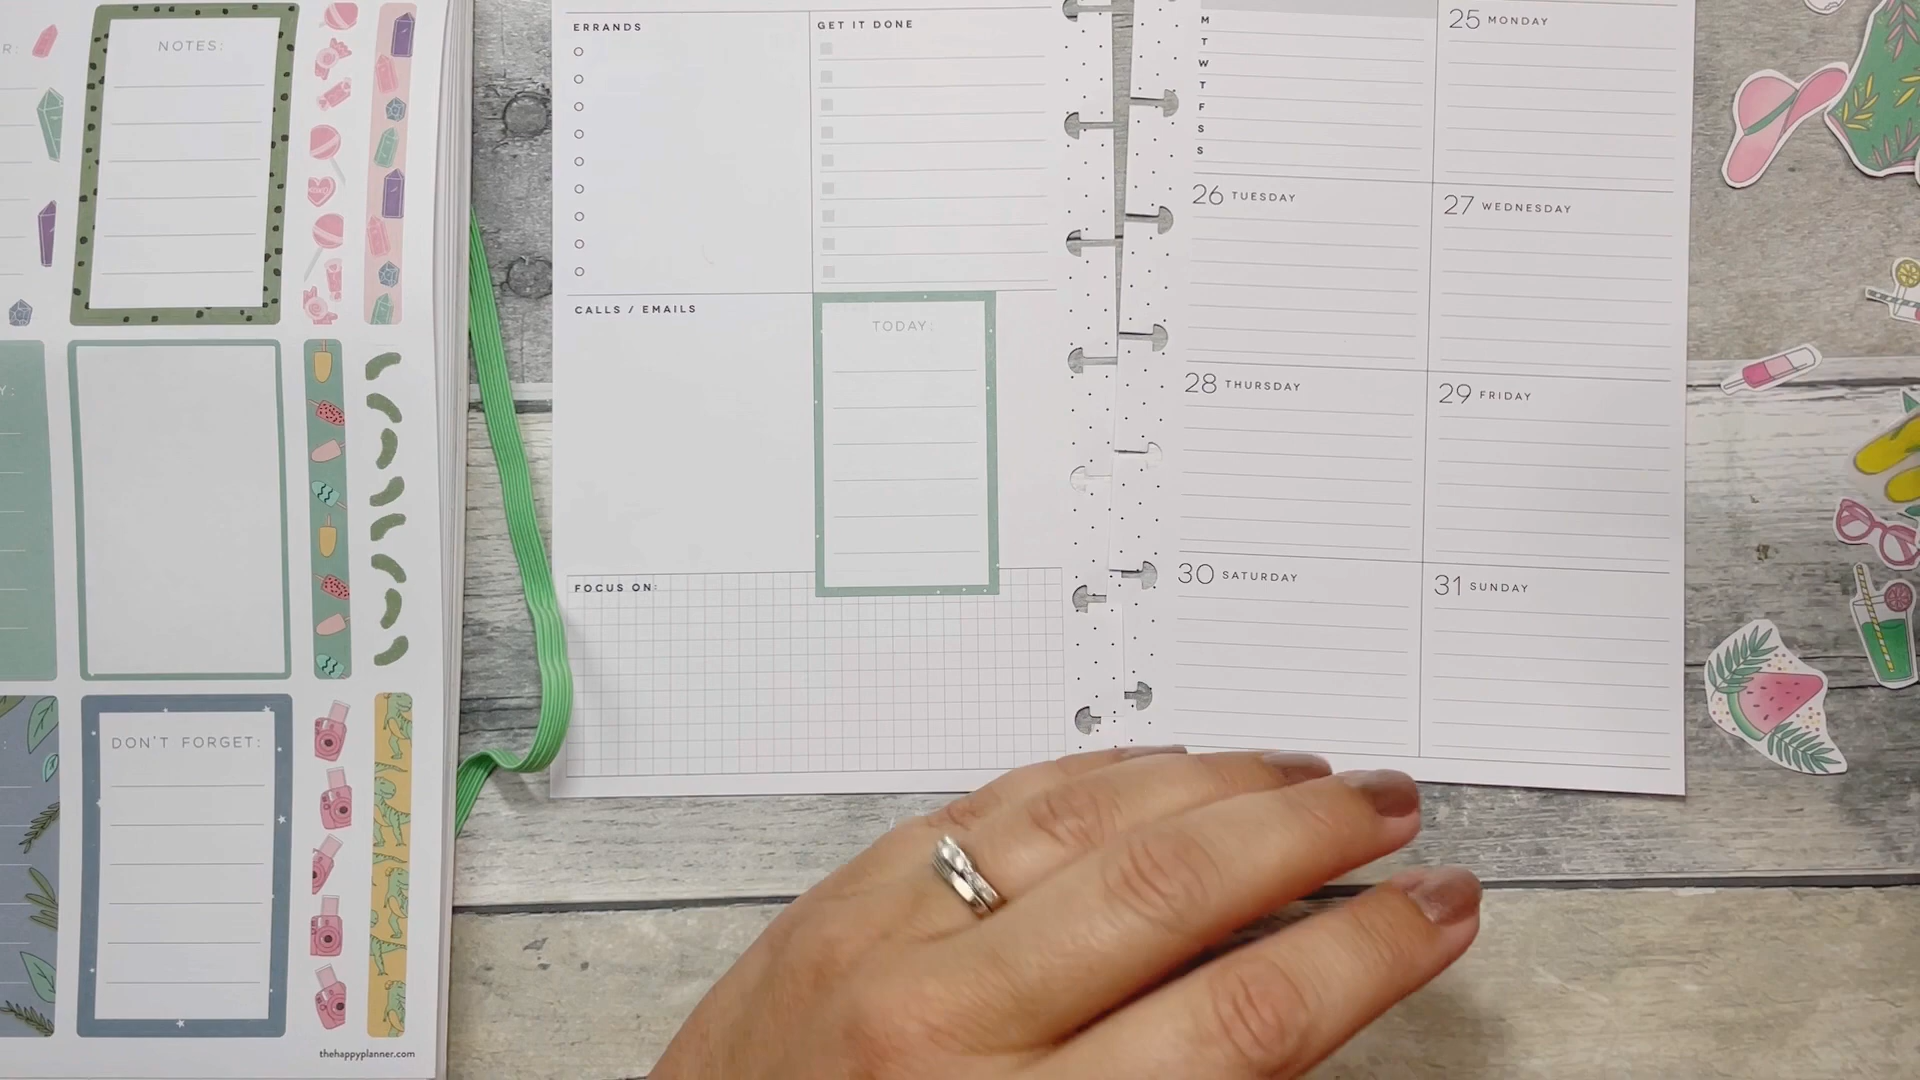 R:
NOTES:
Y:
:
DON'T FORGET:
thehappyplanner.com
ERRANDS
GET IT DONE
CALLS / EMAILS
TODAY:
FOCUS ON:
M
T
W
T
F
S
S
25 MONDAY
26 TUESDAY
27 WEDNESDAY
28 THURSDAY
29 FRIDAY
30 SATURDAY
31 SUNDAY